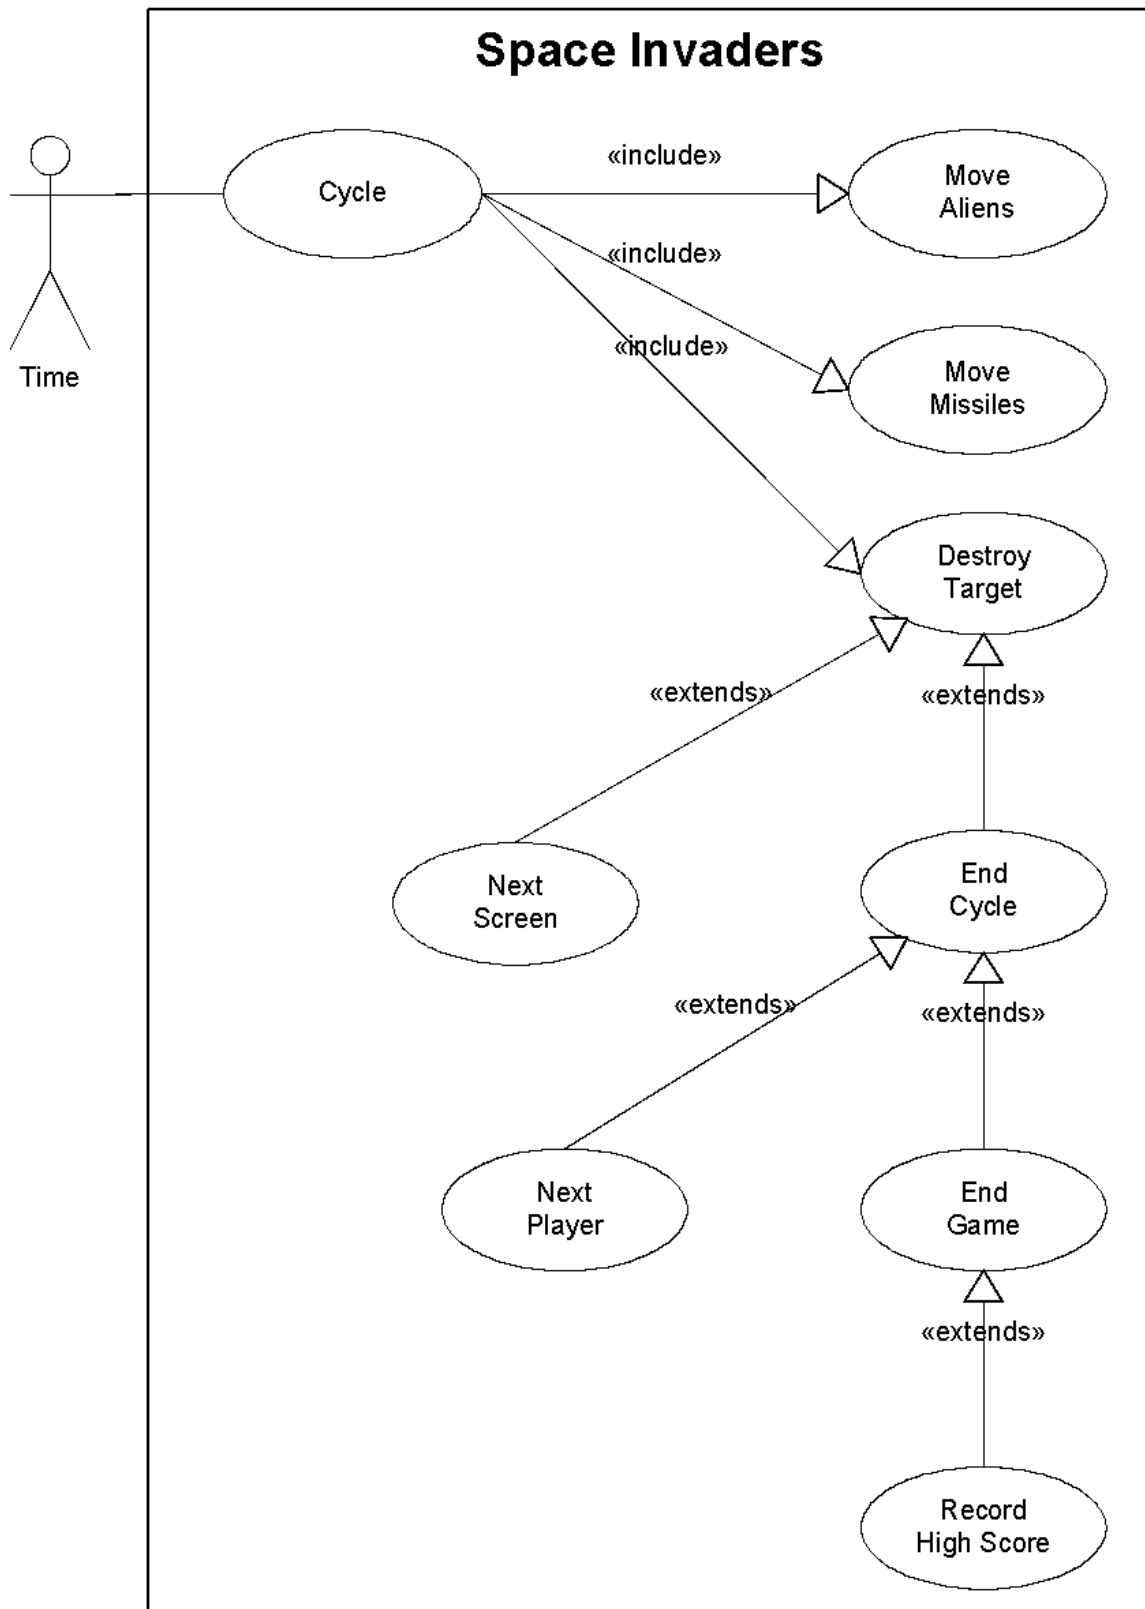 Space Invaders
«include»
Cycle
Move
Aliens
«include»
«include»
Time
Move
Missiles
Destroy
Target
«extends»
«extends»
Next
Screen
End
Cycle
«extends»
«extends»
Next
Player
End
Game
«extends»
Record
High Score